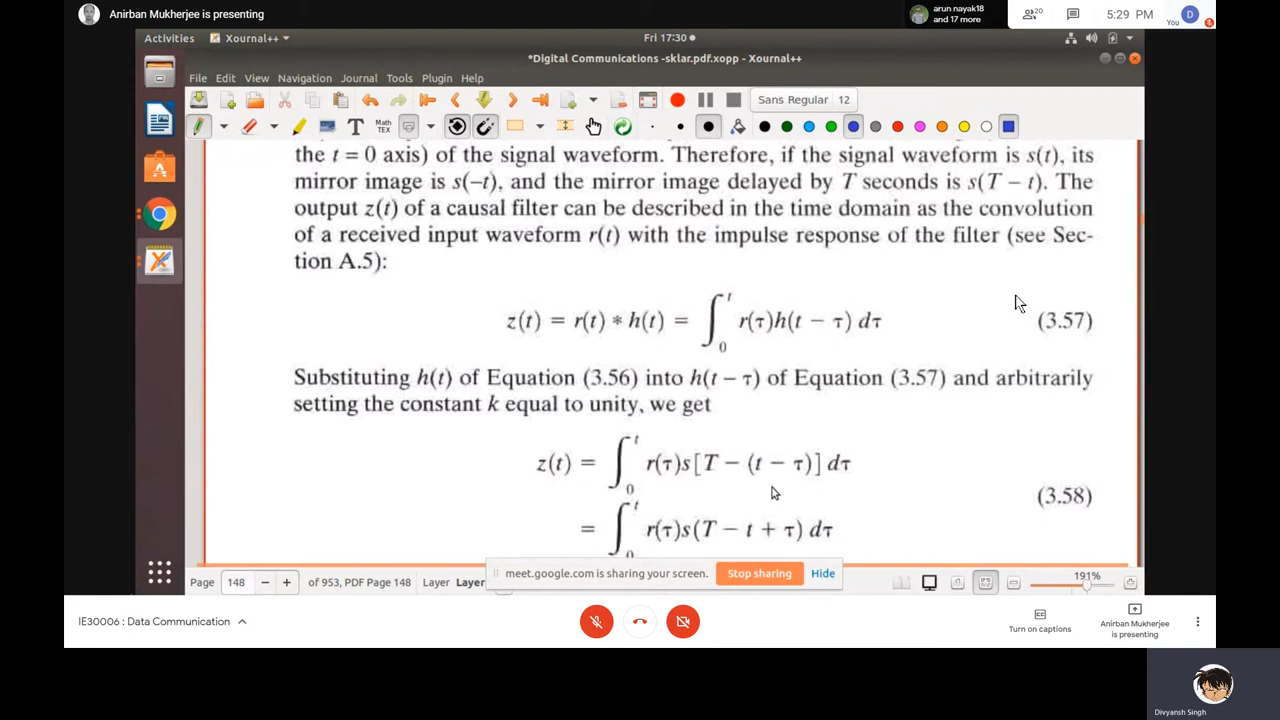 Anirban Mukherjee is presenting
arun nayak18
and 17 more
20
5:29 PM
You
D
Activities
Xournal++
Fri 17:30
*Digital Communications -sklar.pdf.xopp - Xournal++
File Edit View Navigation Journal Tools Plugin Help
Sans Regular 12
T Math TEX
the t = 0 axis) of the signal waveform. Therefore, if the signal waveform is s(t), its
mirror image is s(−t), and the mirror image delayed by T seconds is s(T − t). The
output z(t) of a causal filter can be described in the time domain as the convolution
of a received input waveform r(t) with the impulse response of the filter (see Sec-
tion A.5):
z(t) = r(t) * h(t) = ∫₀ᵗ r(τ)h(t − τ) dτ (3.57)
Substituting h(t) of Equation (3.56) into h(t − τ) of Equation (3.57) and arbitrarily
setting the constant k equal to unity, we get
z(t) = ∫₀ᵗ r(τ)s[T − (t − τ)] dτ
(3.58)
= ∫₀ᵗ r(τ)s(T − t + τ) dτ
meet.google.com is sharing your screen. Stop sharing Hide
Page 148 of 953, PDF Page 148 Layer Layer
191%
IE30006 : Data Communication
Turn on captions
Anirban Mukherjee
is presenting
Divyansh Singh